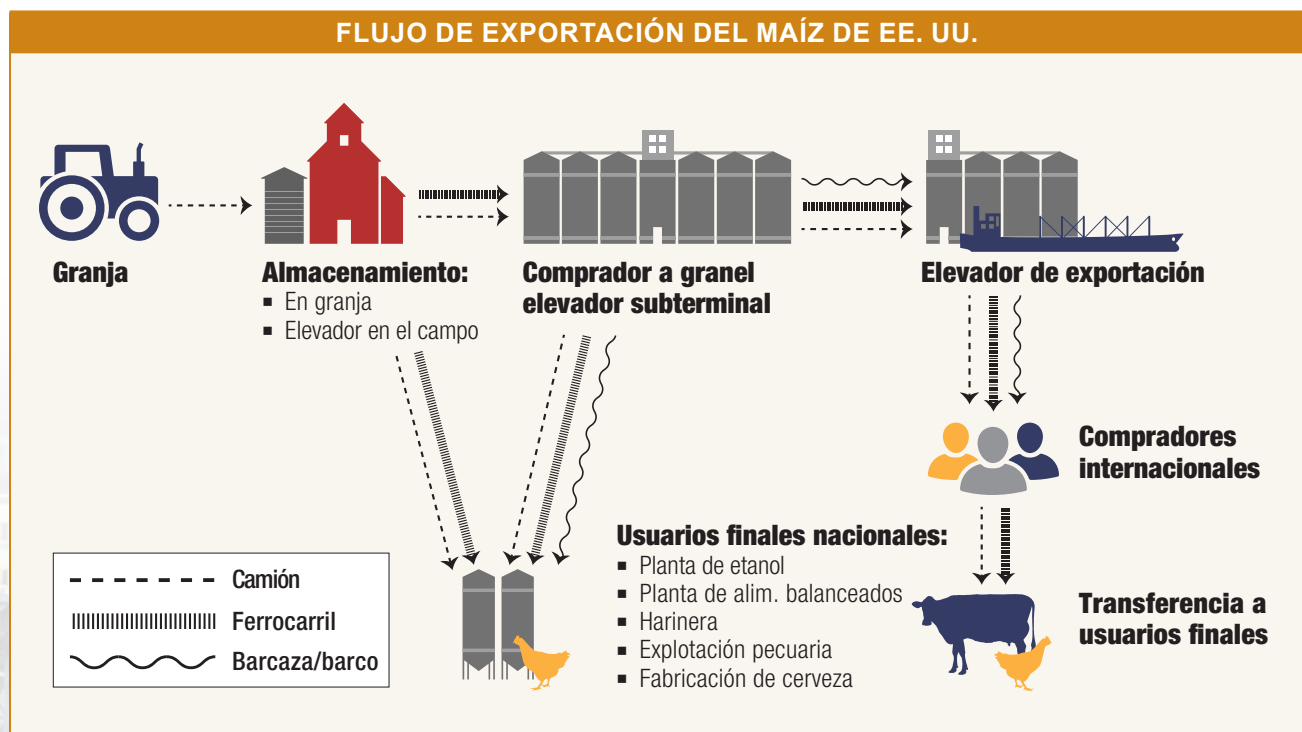 FLUJO DE EXPORTACIÓN DEL MAÍZ DE EE. UU.
Granja
Almacenamiento:
▪ En granja
▪ Elevador en el campo
Comprador a granel
elevador subterminal
Elevador de exportación
Compradores
internacionales
Usuarios finales nacionales:
▪ Planta de etanol
▪ Planta de alim. balanceados
▪ Harinera
▪ Explotación pecuaria
▪ Fabricación de cerveza
Transferencia a
usuarios finales
Camión
Ferrocarril
Barcaza/barco